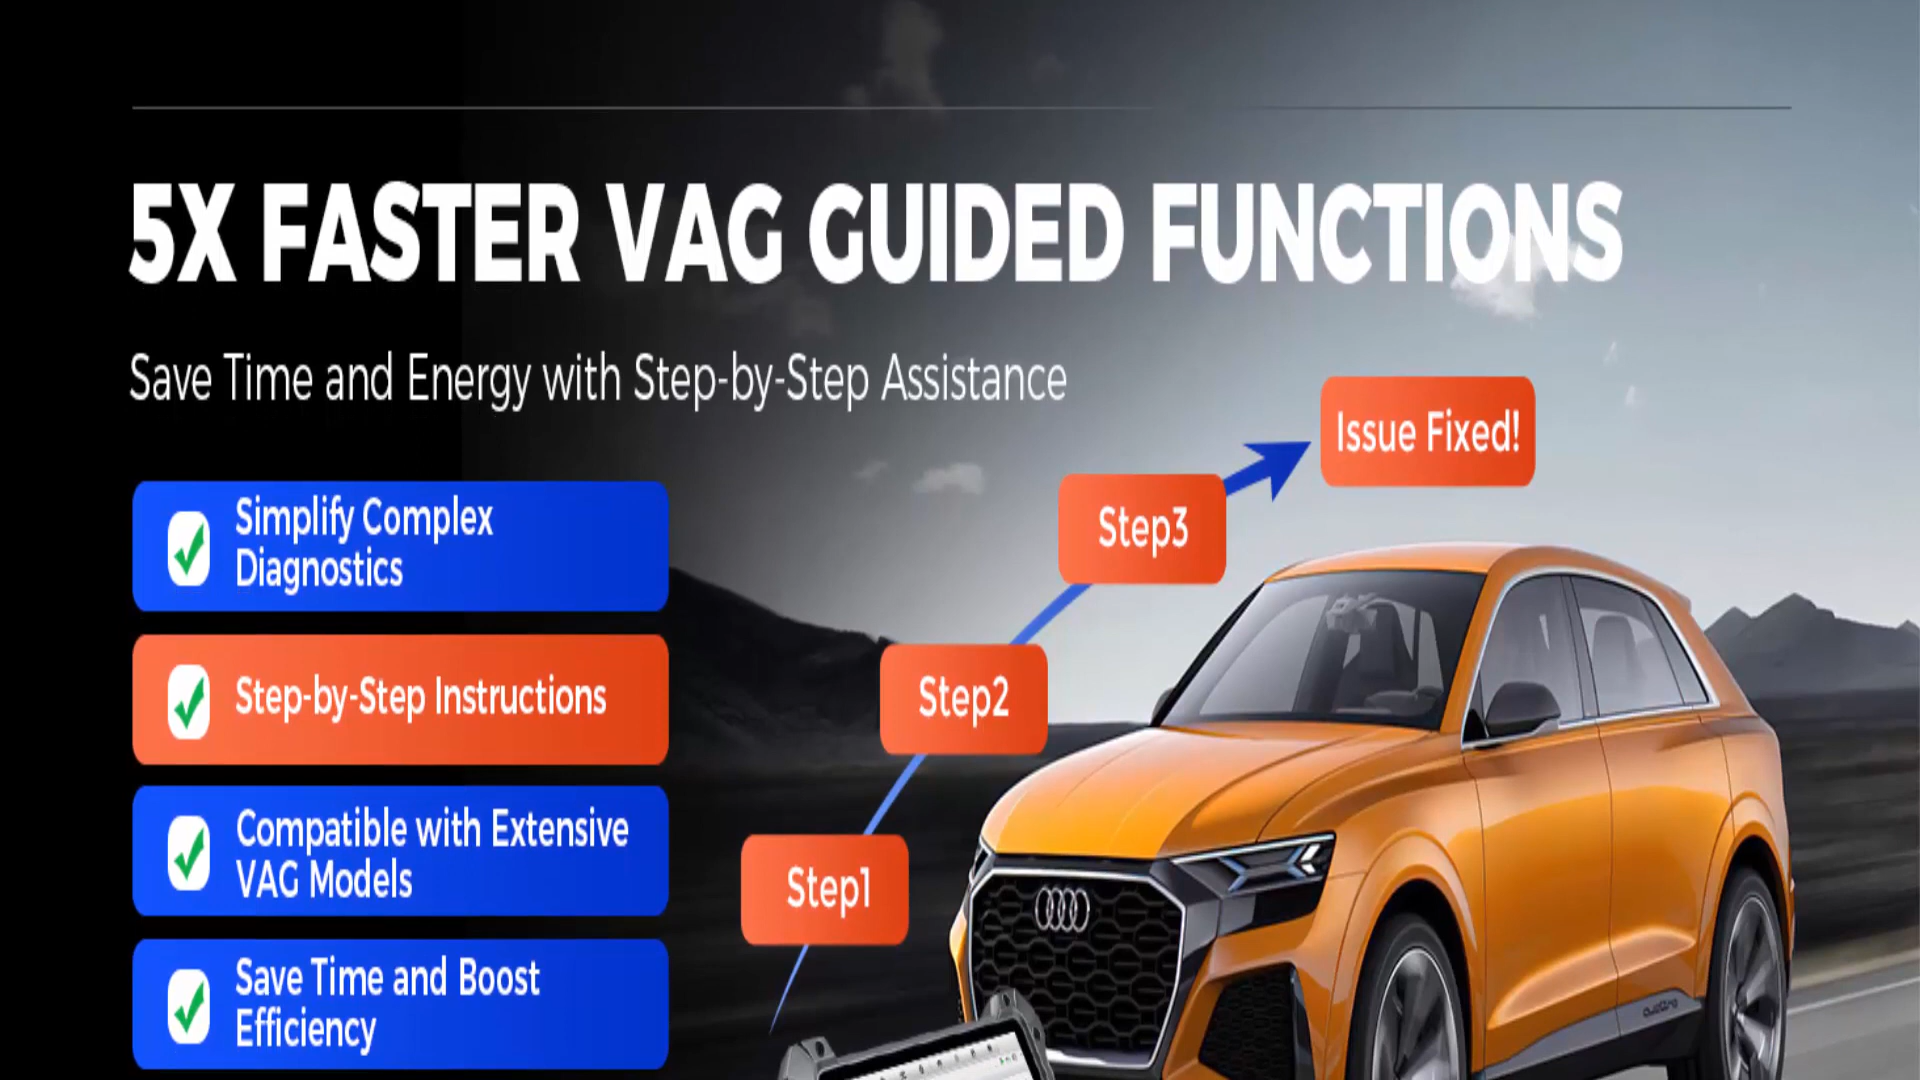 5X FASTER VAG GUIDED FUNCTIONS
Save Time and Energy with Step-by-Step Assistance
Issue Fixed!
Step3
Step2
Step1
Simplify Complex
Diagnostics
Step-by-Step Instructions
Compatible with Extensive
VAG Models
Save Time and Boost
Efficiency
quattro